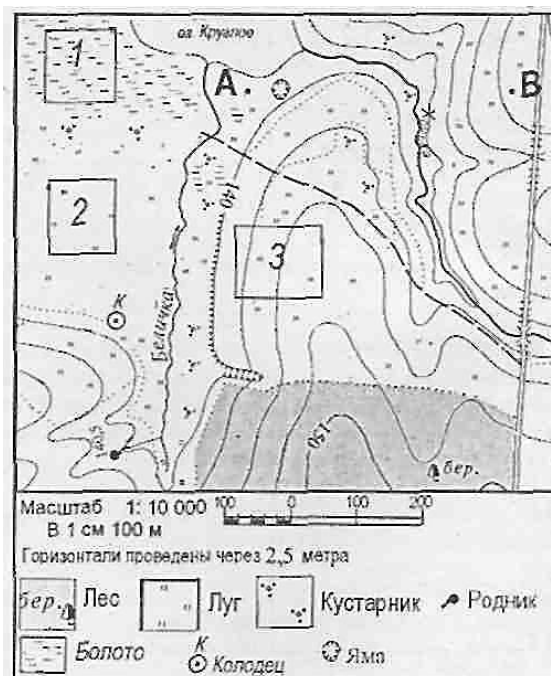 оз. Круглое
1
А
В
140
2
3
К
Беличка
150
бер.
Масштаб 1: 10 000
100 0 100 200
В 1 см 100 м
Горизонтали проведены через 2,5 метра
бер. Лес Луг Кустарник Родник
Болото К Колодец Яма